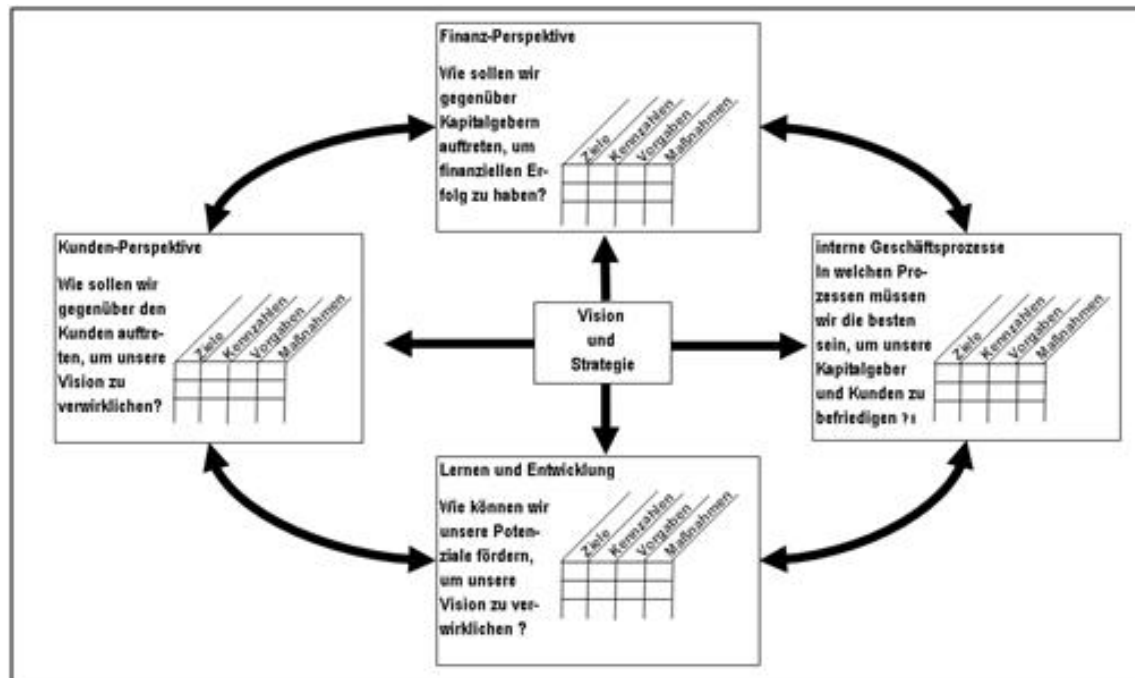 Finanz-Perspektive
Wie sollen wir
gegenüber
Kapitalgebern
auftreten, um
finanziellen Er-
folg zu haben?
Ziele
Kennzahlen
Vorgaben
Maßnahmen
Kunden-Perspektive
Wie sollen wir
gegenüber den
Kunden auftre-
ten, um unsere
Vision zu
verwirklichen?
Ziele
Kennzahlen
Vorgaben
Maßnahmen
Vision
und
Strategie
interne Geschäftsprozesse
In welchen Pro-
zessen müssen
wir die besten
sein, um unsere
Kapitalgeber
und Kunden zu
befriedigen ?
Ziele
Kennzahlen
Vorgaben
Maßnahmen
Lernen und Entwicklung
Wie können wir
unsere Poten-
ziale fördern,
um unsere
Vision zu ver-
wirklichen ?
Ziele
Kennzahlen
Vorgaben
Maßnahmen